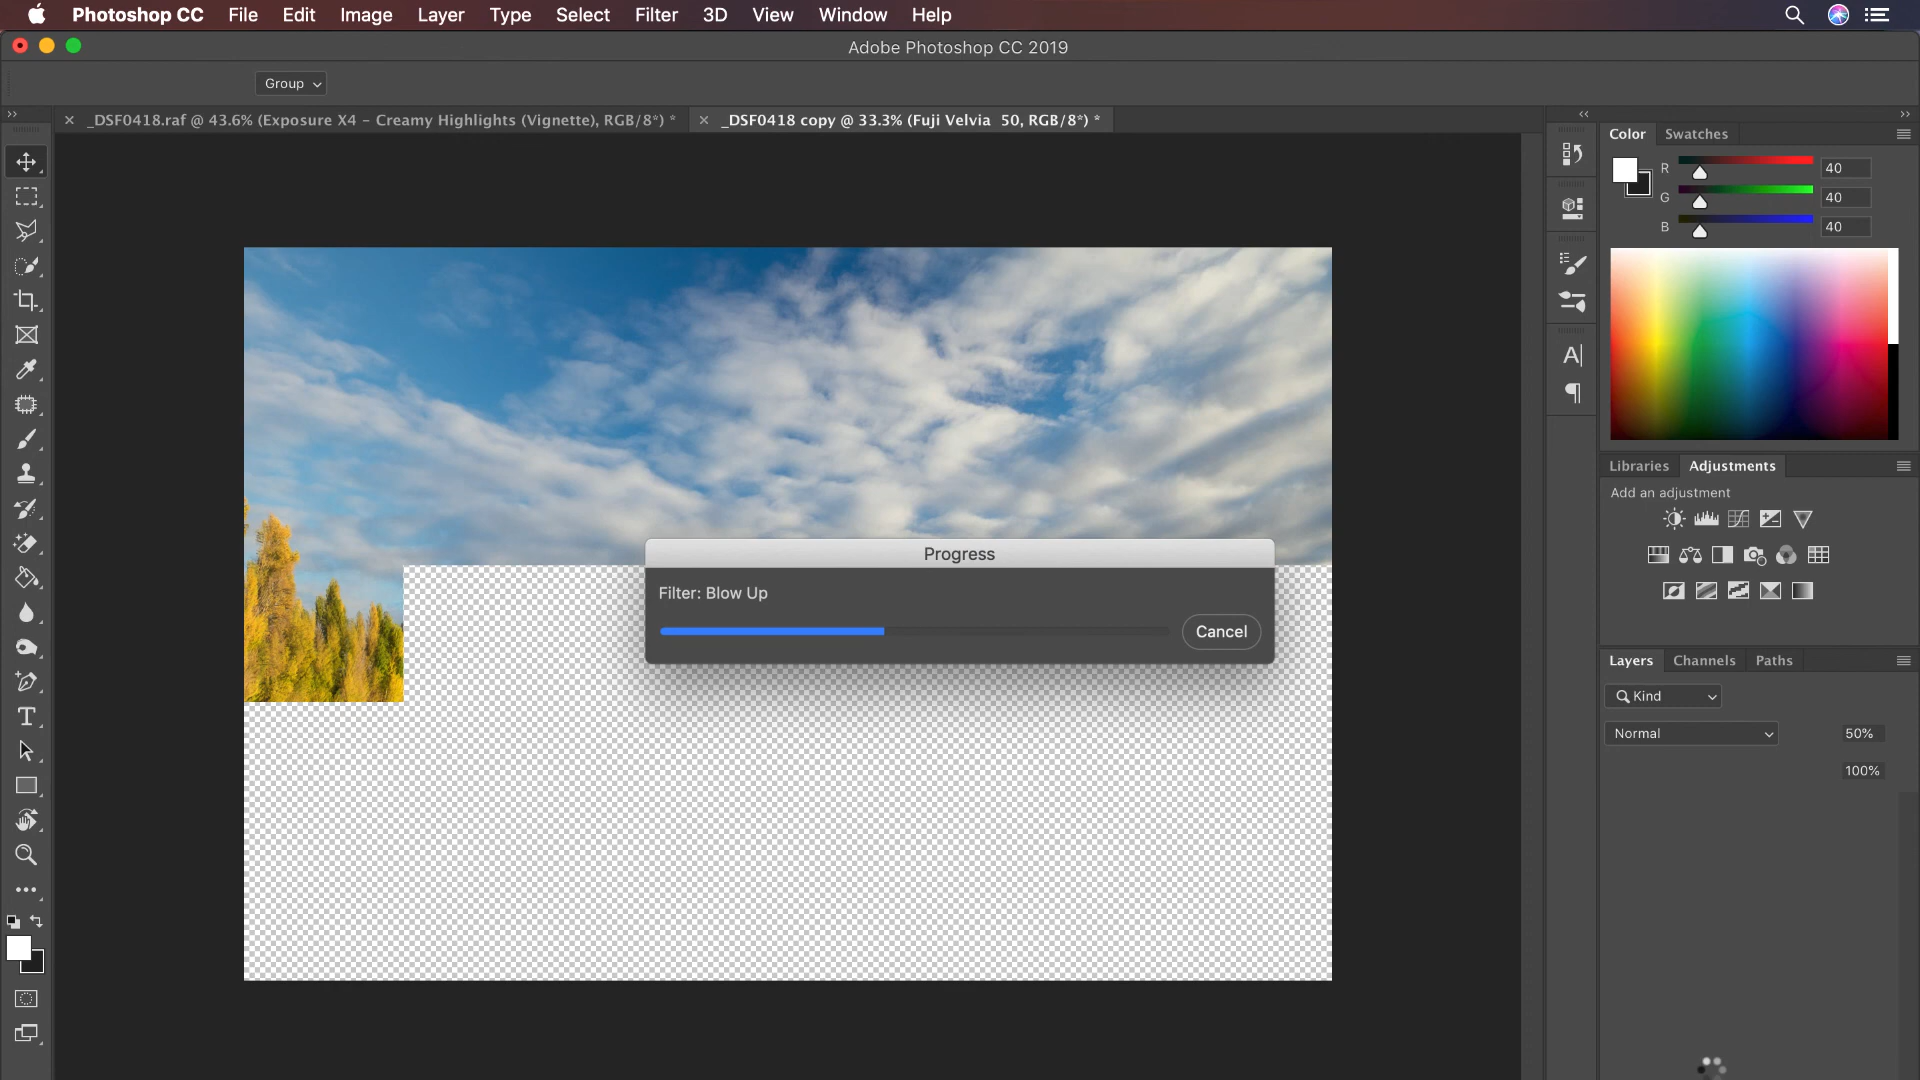 Photoshop CC File Edit Image Layer Type Select Filter 3D View Window Help
Adobe Photoshop CC 2019
Group
_DSF0418.raf @ 43.6% (Exposure X4 – Creamy Highlights (Vignette), RGB/8*) *
_DSF0418 copy @ 33.3% (Fuji Velvia  50, RGB/8*) *
Color Swatches
R 40
G 40
B 40
Libraries Adjustments
Add an adjustment
Progress
Filter: Blow Up
Cancel
Layers Channels Paths
Kind
Normal 50%
100%